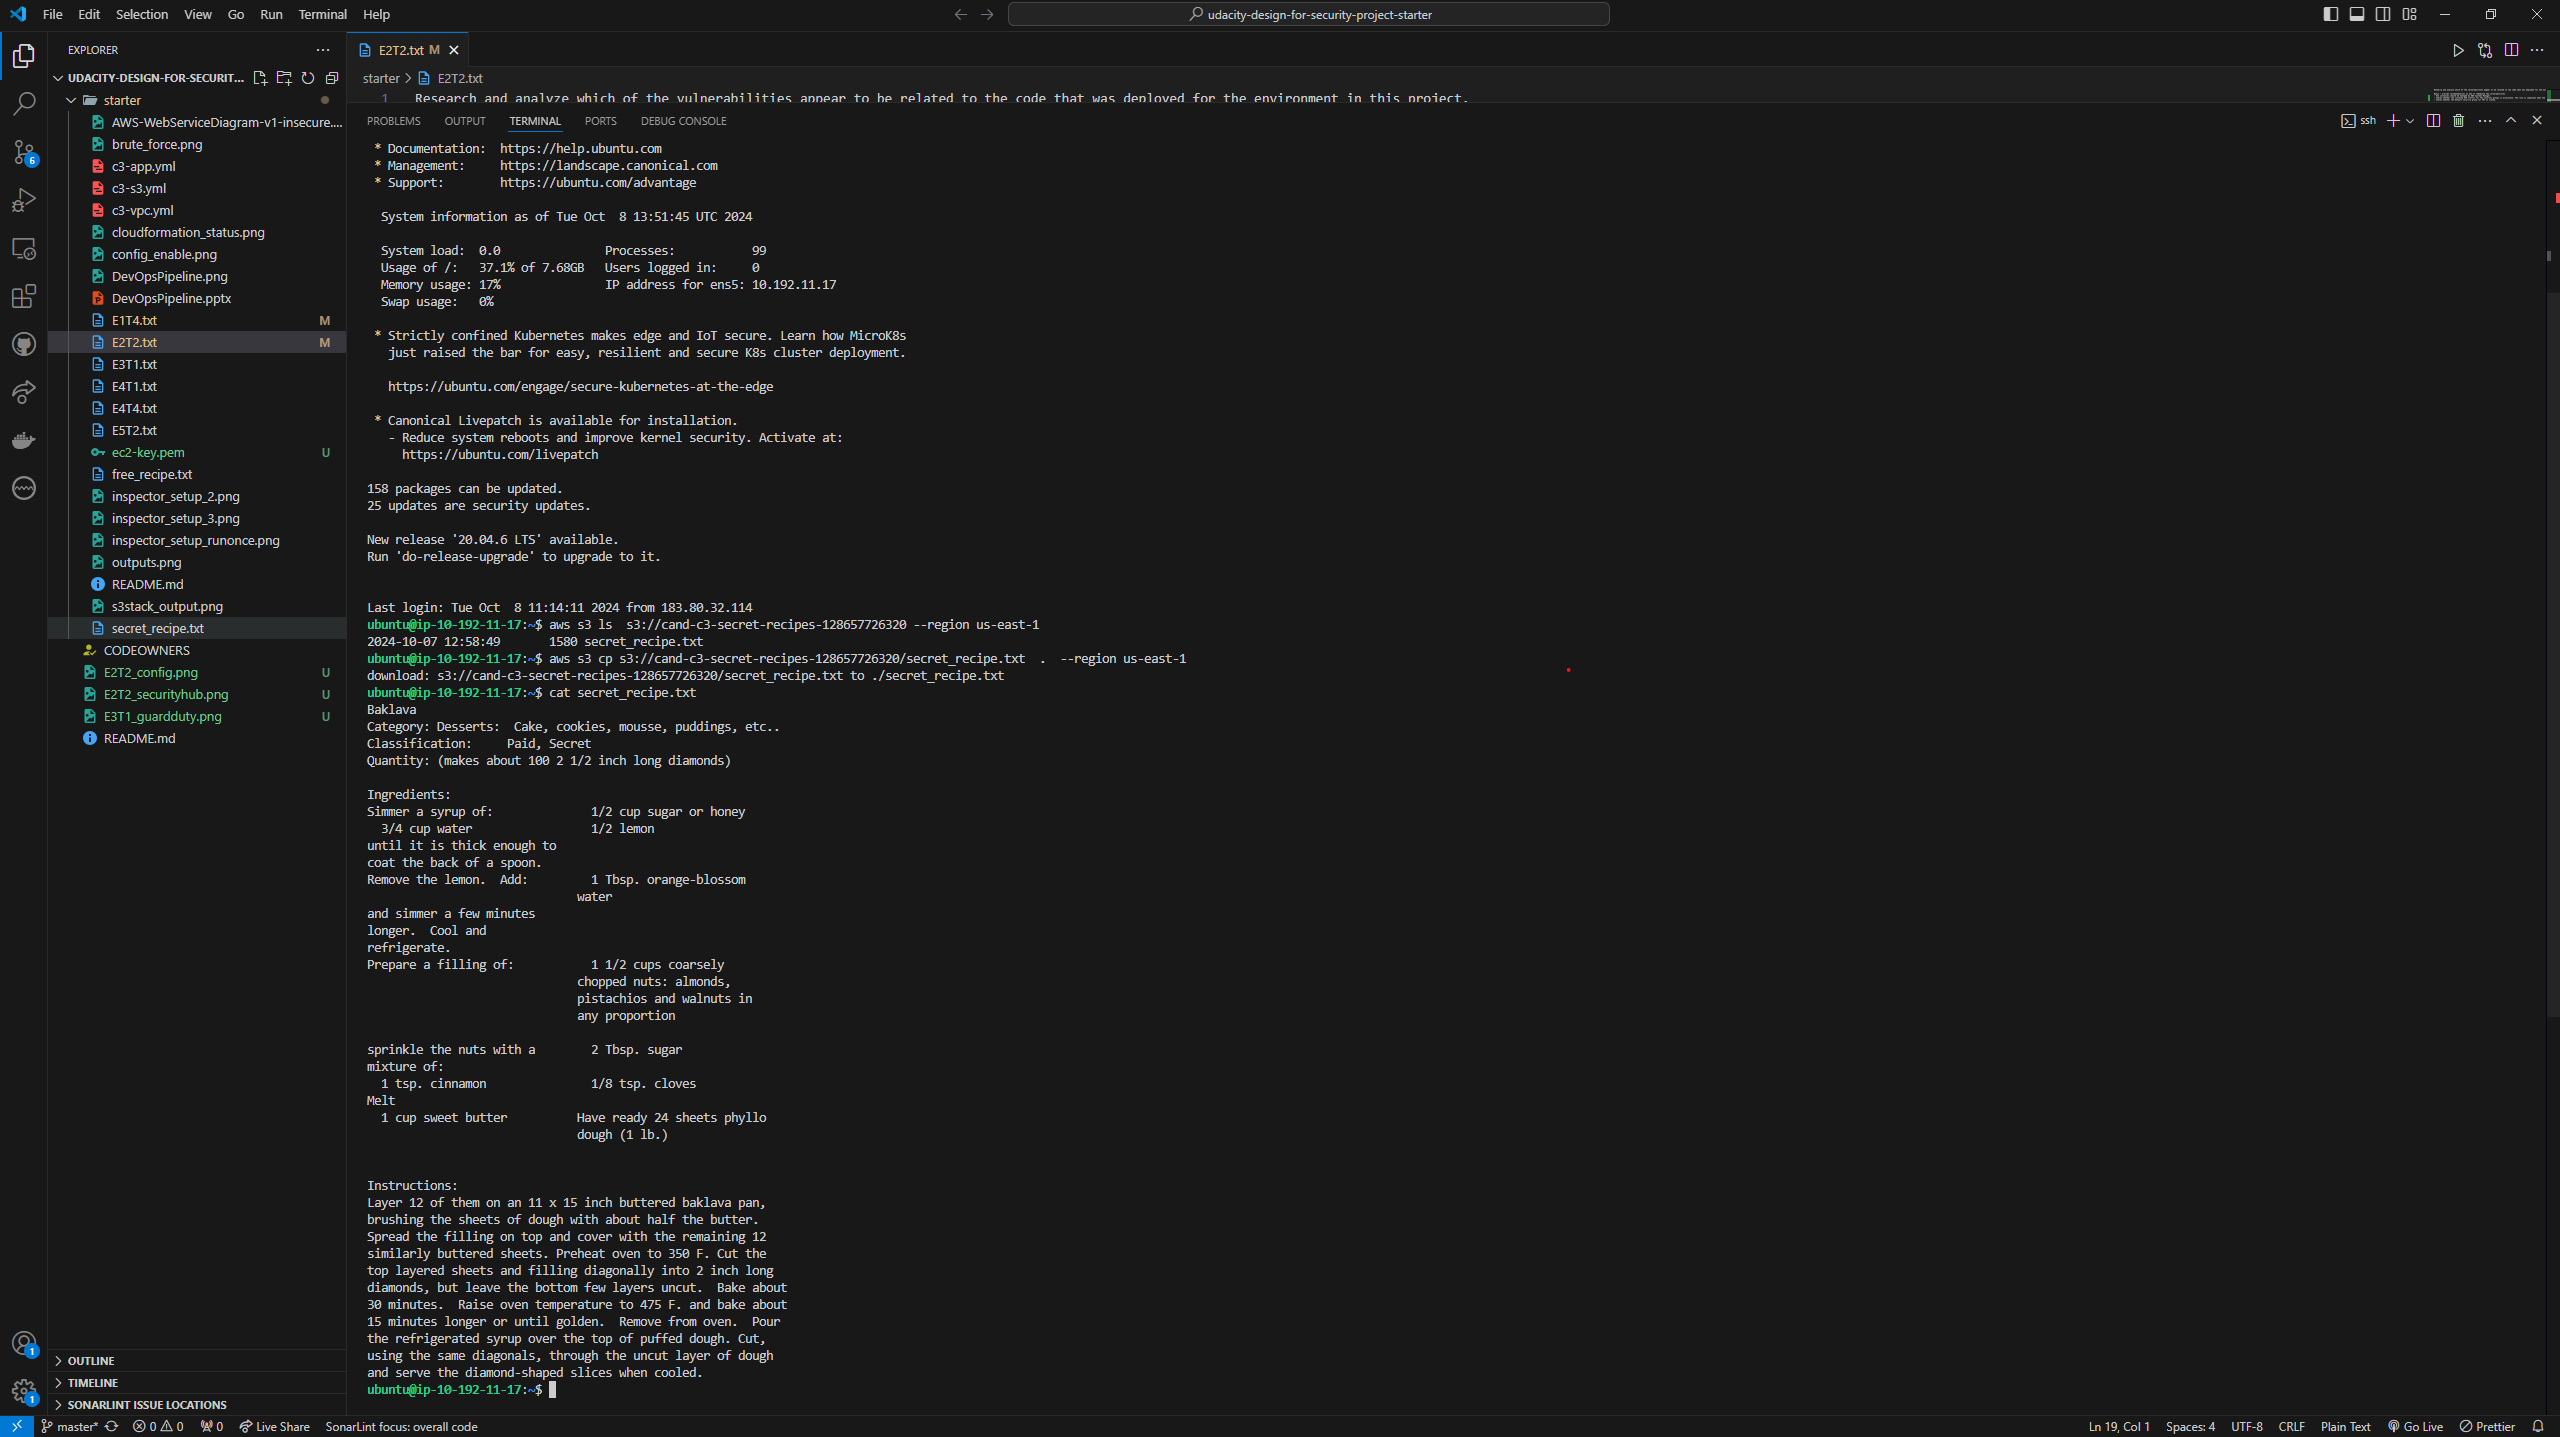 File Edit Selection View Go Run Terminal Help
udacity-design-for-security-project-starter
EXPLORER
UDACITY-DESIGN-FOR-SECURIT...
starter
AWS-WebServiceDiagram-v1-insecure....
brute_force.png
c3-app.yml
c3-s3.yml
c3-vpc.yml
cloudformation_status.png
config_enable.png
DevOpsPipeline.png
DevOpsPipeline.pptx
E1T4.txt M
E2T2.txt M
E3T1.txt
E4T1.txt
E4T4.txt
E5T2.txt
ec2-key.pem U
free_recipe.txt
inspector_setup_2.png
inspector_setup_3.png
inspector_setup_runonce.png
outputs.png
README.md
s3stack_output.png
secret_recipe.txt
CODEOWNERS
E2T2_config.png U
E2T2_securityhub.png U
E3T1_guardduty.png U
README.md
OUTLINE
TIMELINE
SONARLINT ISSUE LOCATIONS
6
1
1
E2T2.txt M
starter > E2T2.txt
1 Research and analyze which of the vulnerabilities appear to be related to the code that was deployed for the environment in this project.
PROBLEMS OUTPUT TERMINAL PORTS DEBUG CONSOLE
ssh
* Documentation:  https://help.ubuntu.com
* Management:     https://landscape.canonical.com
* Support:        https://ubuntu.com/advantage
System information as of Tue Oct  8 13:51:45 UTC 2024
System load:  0.0               Processes:           99
Usage of /:   37.1% of 7.68GB   Users logged in:     0
Memory usage: 17%               IP address for ens5: 10.192.11.17
Swap usage:   0%
* Strictly confined Kubernetes makes edge and IoT secure. Learn how MicroK8s
just raised the bar for easy, resilient and secure K8s cluster deployment.
https://ubuntu.com/engage/secure-kubernetes-at-the-edge
* Canonical Livepatch is available for installation.
- Reduce system reboots and improve kernel security. Activate at:
https://ubuntu.com/livepatch
158 packages can be updated.
25 updates are security updates.
New release '20.04.6 LTS' available.
Run 'do-release-upgrade' to upgrade to it.
Last login: Tue Oct  8 11:14:11 2024 from 183.80.32.114
ubuntu@ip-10-192-11-17:~$ aws s3 ls  s3://cand-c3-secret-recipes-128657726320 --region us-east-1
2024-10-07 12:58:49       1580 secret_recipe.txt
ubuntu@ip-10-192-11-17:~$ aws s3 cp s3://cand-c3-secret-recipes-128657726320/secret_recipe.txt  .  --region us-east-1
download: s3://cand-c3-secret-recipes-128657726320/secret_recipe.txt to ./secret_recipe.txt
ubuntu@ip-10-192-11-17:~$ cat secret_recipe.txt
Baklava
Category: Desserts:  Cake, cookies, mousse, puddings, etc..
Classification:     Paid, Secret
Quantity: (makes about 100 2 1/2 inch long diamonds)
Ingredients:
Simmer a syrup of:              1/2 cup sugar or honey
3/4 cup water                 1/2 lemon
until it is thick enough to
coat the back of a spoon.
Remove the lemon.  Add:         1 Tbsp. orange-blossom
water
and simmer a few minutes
longer.  Cool and
refrigerate.
Prepare a filling of:           1 1/2 cups coarsely
chopped nuts: almonds,
pistachios and walnuts in
any proportion
sprinkle the nuts with a        2 Tbsp. sugar
mixture of:
1 tsp. cinnamon               1/8 tsp. cloves
Melt
1 cup sweet butter          Have ready 24 sheets phyllo
dough (1 lb.)
Instructions:
Layer 12 of them on an 11 x 15 inch buttered baklava pan,
brushing the sheets of dough with about half the butter.
Spread the filling on top and cover with the remaining 12
similarly buttered sheets. Preheat oven to 350 F. Cut the
top layered sheets and filling diagonally into 2 inch long
diamonds, but leave the bottom few layers uncut.  Bake about
30 minutes.  Raise oven temperature to 475 F. and bake about
15 minutes longer or until golden.  Remove from oven.  Pour
the refrigerated syrup over the top of puffed dough. Cut,
using the same diagonals, through the uncut layer of dough
and serve the diamond-shaped slices when cooled.
ubuntu@ip-10-192-11-17:~$
master* 0 0 0 Live Share SonarLint focus: overall code
Ln 19, Col 1 Spaces: 4 UTF-8 CRLF Plain Text Go Live Prettier